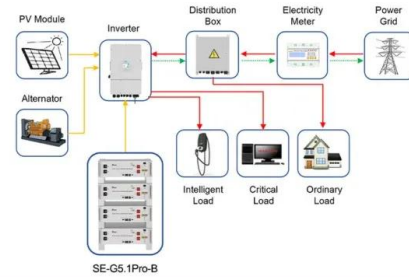 PV Module
Inverter
Distribution
Box
Electricity
Meter
Power
Grid
Alternator
Intelligent
Load
Critical
Load
Ordinary
Load
SE-G5.1Pro-B